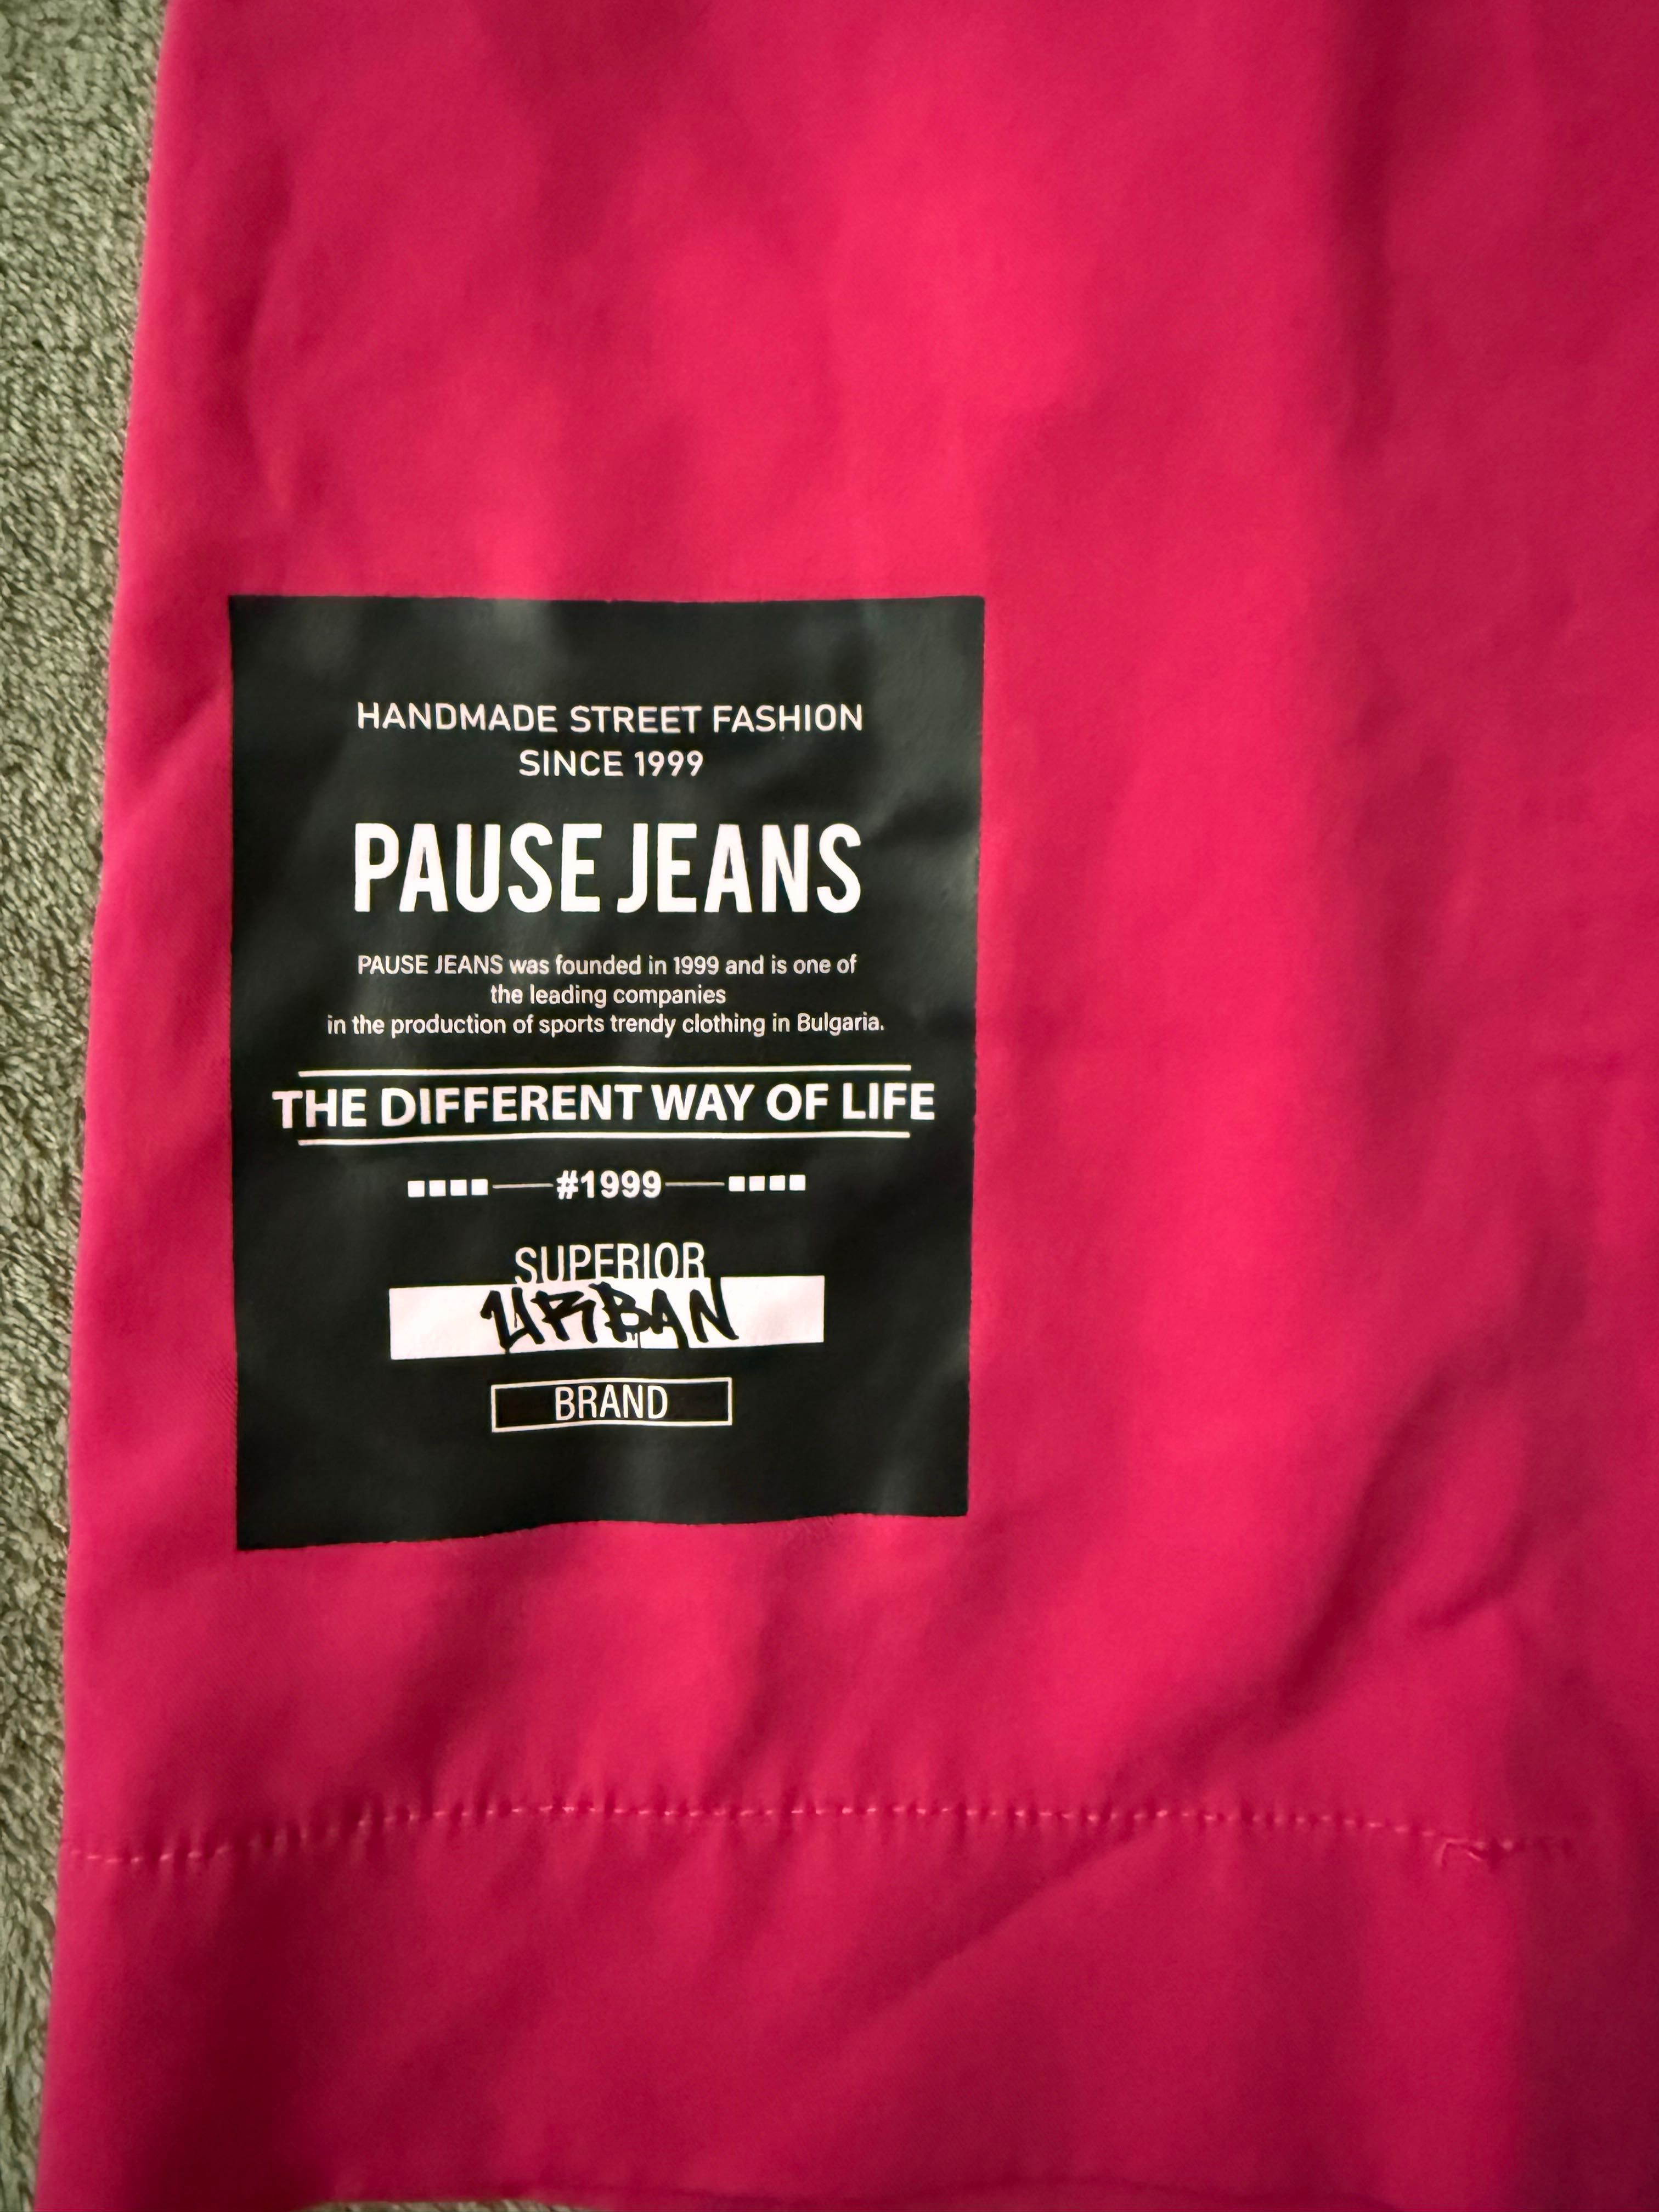 HANDMADE STREET FASHION
SINCE 1999
PAUSE JEANS
PAUSE JEANS was founded in 1999 and is one of
the leading companies
in the production of sports trendy clothing in Bulgaria.
THE DIFFERENT WAY OF LIFE
#1999
SUPERIOR
URBAN
BRAND